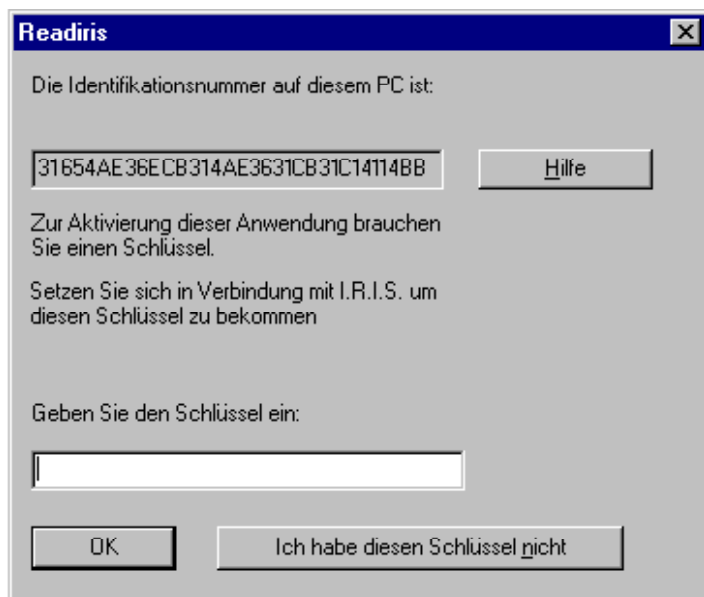 Readiris
Die Identifikationsnummer auf diesem PC ist:
31654AE36ECB314AE3631CB31C14114BB
Hilfe
Zur Aktivierung dieser Anwendung brauchen
Sie einen Schlüssel.
Setzen Sie sich in Verbindung mit I.R.I.S. um
diesen Schlüssel zu bekommen
Geben Sie den Schlüssel ein:
OK
Ich habe diesen Schlüssel nicht